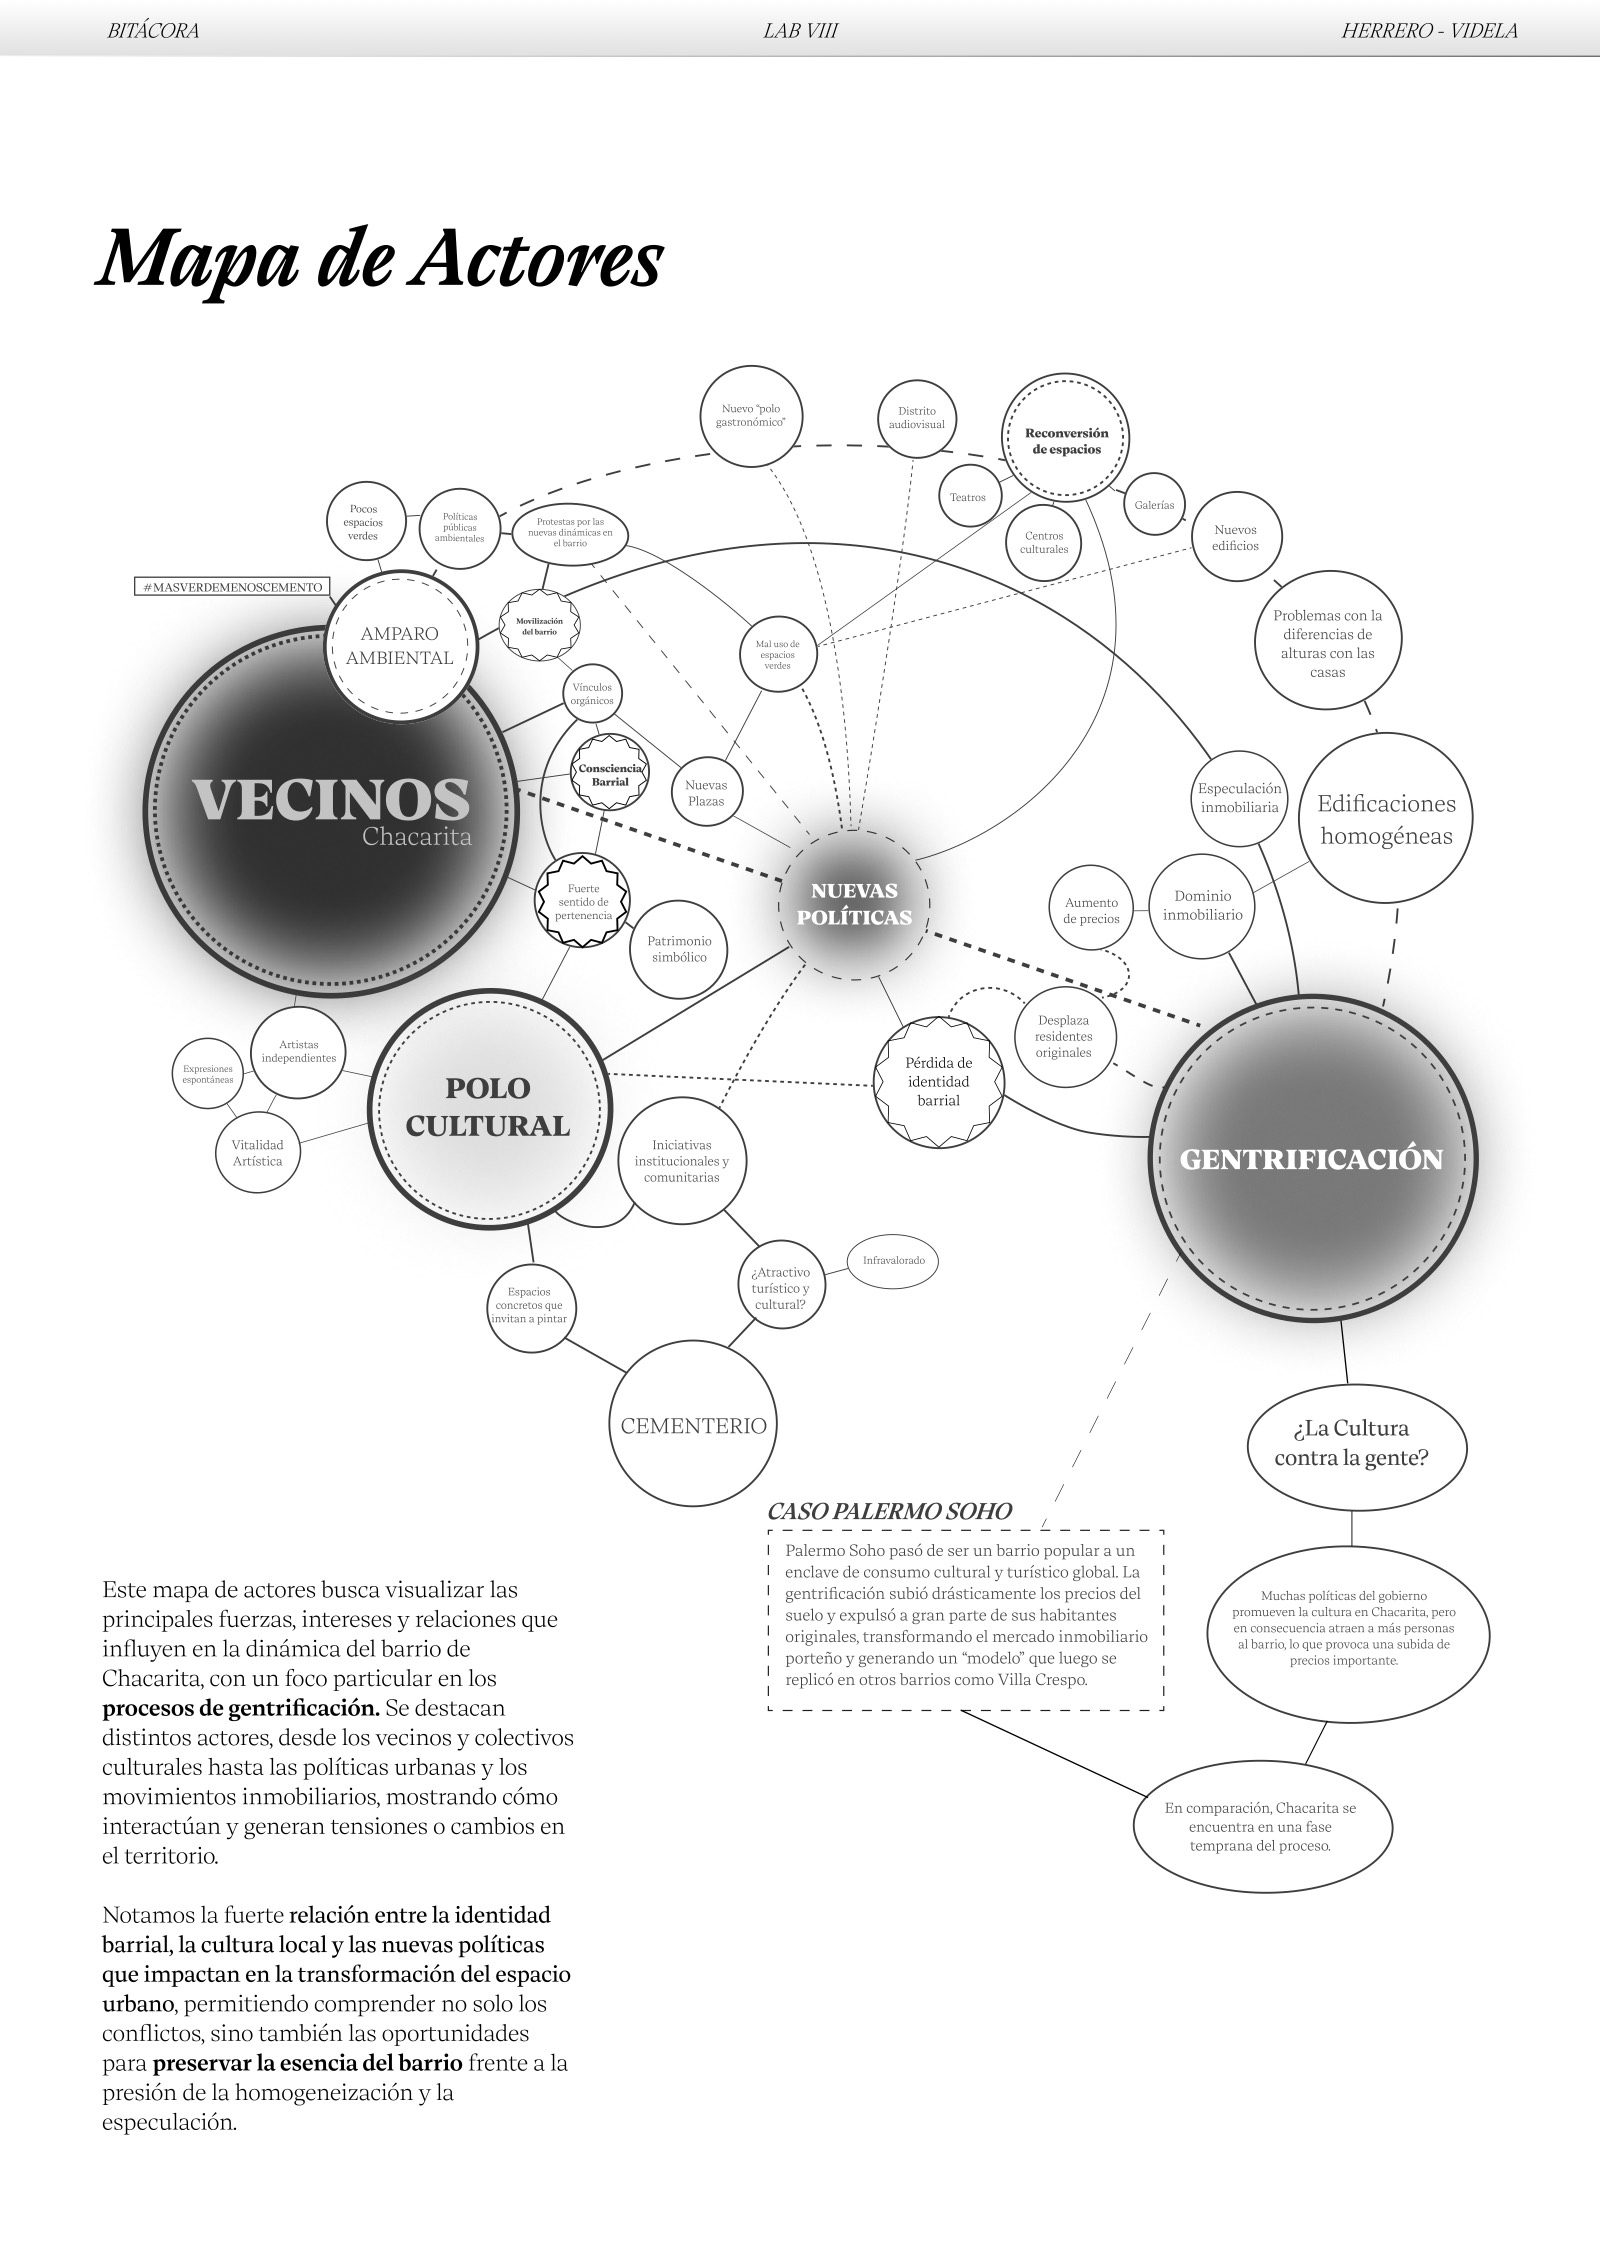 BITÁCORA
LAB VIII
HERRERO - VIDELA
Mapa de Actores
Nuevo “polo
gastronómico”
Distrito
audiovisual
Reconversión
de espacios
Teatros
Galerías
Centros
culturales
Nuevos
edificios
Pocos
espacios
verdes
Políticas
públicas
ambientales
Protestas por las
nuevas dinámicas en
el barrio
#MASVERDEMENOSCEMENTO
AMPARO
AMBIENTAL
Movilización
del barrio
Mal uso de
espacios
verdes
Problemas con la
diferencias de
alturas con las
casas
Vínculos
orgánicos
VECINOS
Chacarita
Consciencia
Barrial
Nuevas
Plazas
Especulación
inmobiliaria
Edificaciones
homogéneas
Fuerte
sentido de
pertenencia
NUEVAS
POLÍTICAS
Aumento
de precios
Dominio
inmobiliario
Patrimonio
simbólico
Artistas
independientes
Expresiones
espontáneas
Vitalidad
Artística
POLO
CULTURAL
Pérdida de
identidad
barrial
Desplaza
residentes
originales
GENTRIFICACIÓN
Iniciativas
institucionales y
comunitarias
¿Atractivo
turístico y
cultural?
Infravalorado
Espacios
concretos que
invitan a pintar
CEMENTERIO
¿La Cultura
contra la gente?
CASO PALERMO SOHO
Palermo Soho pasó de ser un barrio popular a un
enclave de consumo cultural y turístico global. La
gentrificación subió drásticamente los precios del
suelo y expulsó a gran parte de sus habitantes
originales, transformando el mercado inmobiliario
porteño y generando un “modelo” que luego se
replicó en otros barrios como Villa Crespo.
Muchas políticas del gobierno
promueven la cultura en Chacarita, pero
en consecuencia atraen a más personas
al barrio, lo que provoca una subida de
precios importante.
En comparación, Chacarita se
encuentra en una fase
temprana del proceso.
Este mapa de actores busca visualizar las
principales fuerzas, intereses y relaciones que
influyen en la dinámica del barrio de
Chacarita, con un foco particular en los
procesos de gentrificación. Se destacan
distintos actores, desde los vecinos y colectivos
culturales hasta las políticas urbanas y los
movimientos inmobiliarios, mostrando cómo
interactúan y generan tensiones o cambios en
el territorio.
Notamos la fuerte relación entre la identidad
barrial, la cultura local y las nuevas políticas
que impactan en la transformación del espacio
urbano, permitiendo comprender no solo los
conflictos, sino también las oportunidades
para preservar la esencia del barrio frente a la
presión de la homogeneización y la
especulación.